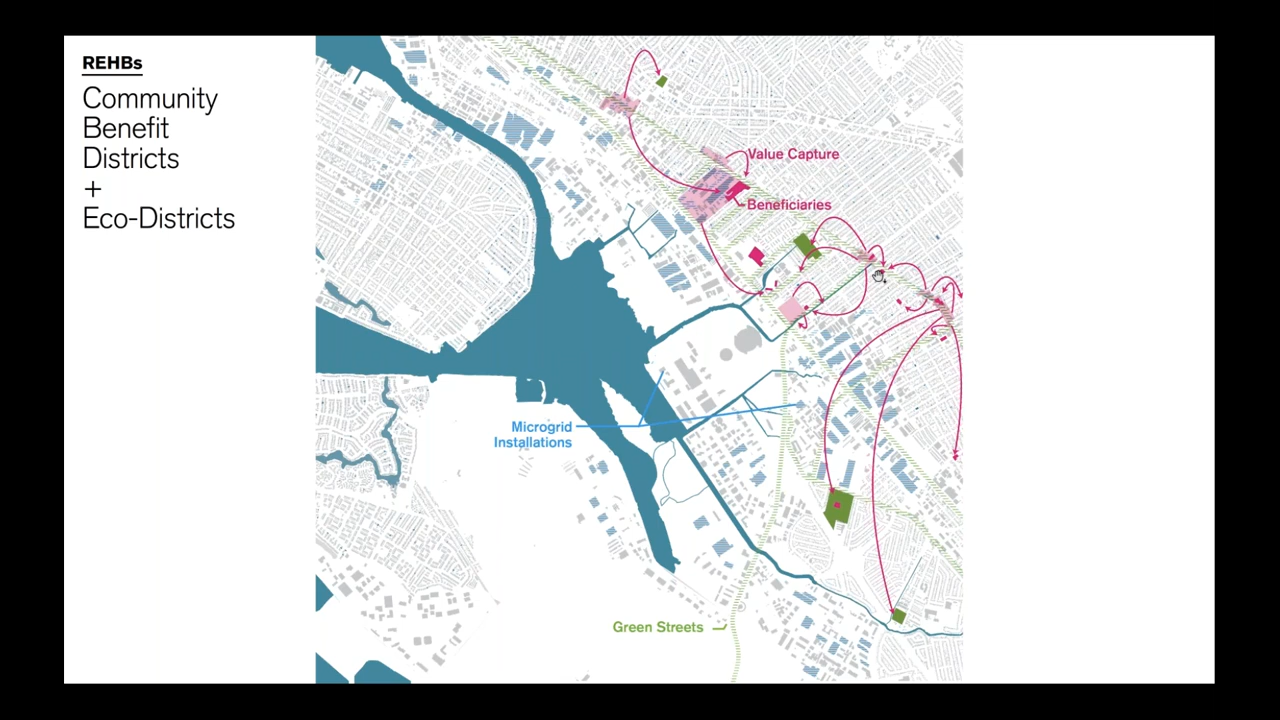 REHBs
Community
Benefit
Districts
+
Eco-Districts
Value Capture
Beneficiaries
Microgrid
Installations
Green Streets